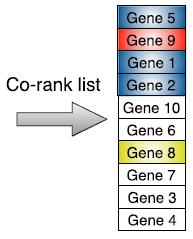 Gene 5
Gene 9
Gene 1
Co-rank list
Gene 2
Gene 10
Gene 6
Gene 8
Gene 7
Gene 3
Gene 4